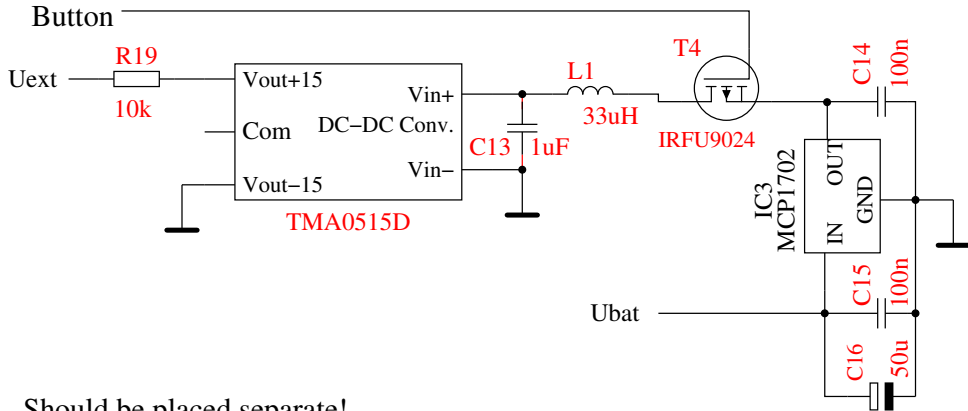 Button
R19
Uext
10k
Vout+15
Com
Vout−15
Vin+
DC−DC Conv.
Vin−
TMA0515D
C13
1uF
L1
33uH
T4
IRFU9024
C14
100n
OUT
GND
IN
IC3
MCP1702
Ubat
C15
100n
C16
50u
Should be placed separate!